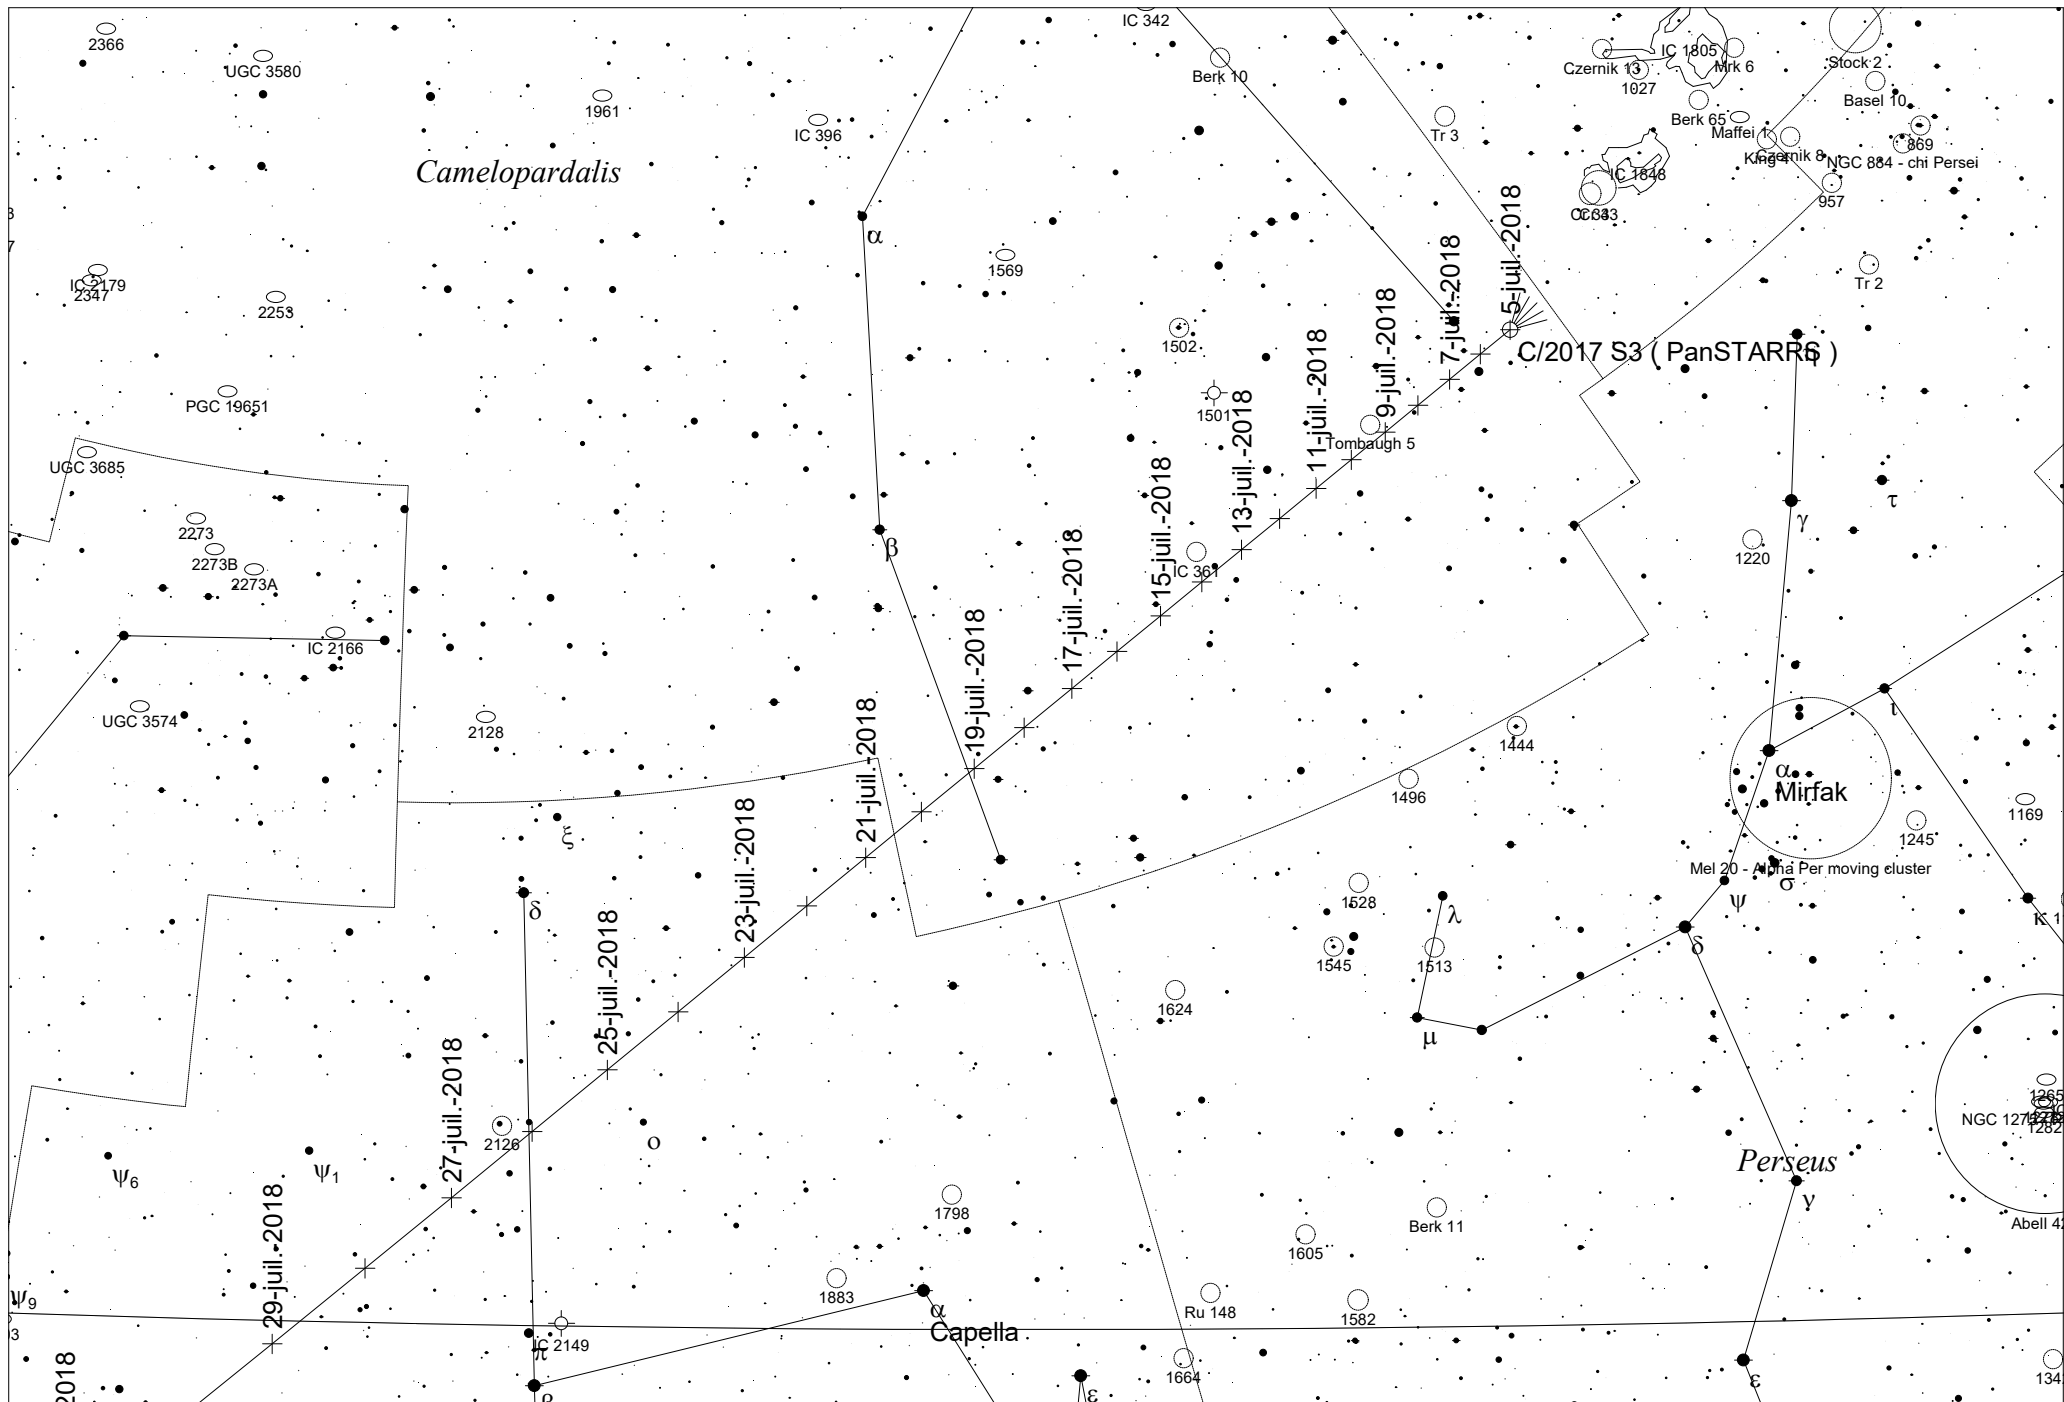 IC 342
2366
UGC 3580
Berk 10
Czernik 13
IC 1805
Mrk 6
Stock 2
1027
1961
IC 396
Tr 3
Berk 65
Basel 10
Maffei 1
King 4
Czernik 8
869
NGC 884 - chi Persei
Camelopardalis
IC 1848
957
α
1569
5-juil.-2018
Tr 2
IC 2179
2347
2253
7-juil.-2018
1502
C/2017 S3 ( PanSTARRS )
η
9-juil.-2018
PGC 19651
1501
11-juil.-2018
Tombaugh 5
UGC 3685
13-juil.-2018
τ
γ
2273
β
15-juil.-2018
1220
2273B
2273A
IC 361
17-juil.-2018
IC 2166
19-juil.-2018
UGC 3574
2128
1444
ι
21-juil.-2018
α
Mirfak
1496
1169
ξ
1245
23-juil.-2018
Mel 20 - Alpha Per moving cluster
σ
ψ
δ
1528
λ
κ
25-juil.-2018
1545
1513
δ
1624
μ
27-juil.-2018
1265
1282
2126
ο
Perseus
ψ6
ψ1
γ
1798
Berk 11
Abell 42
29-juil.-2018
1605
ψ9
1883
α
Capella
Ru 148
1582
IC 2149
π
1664
ε
ε
2018